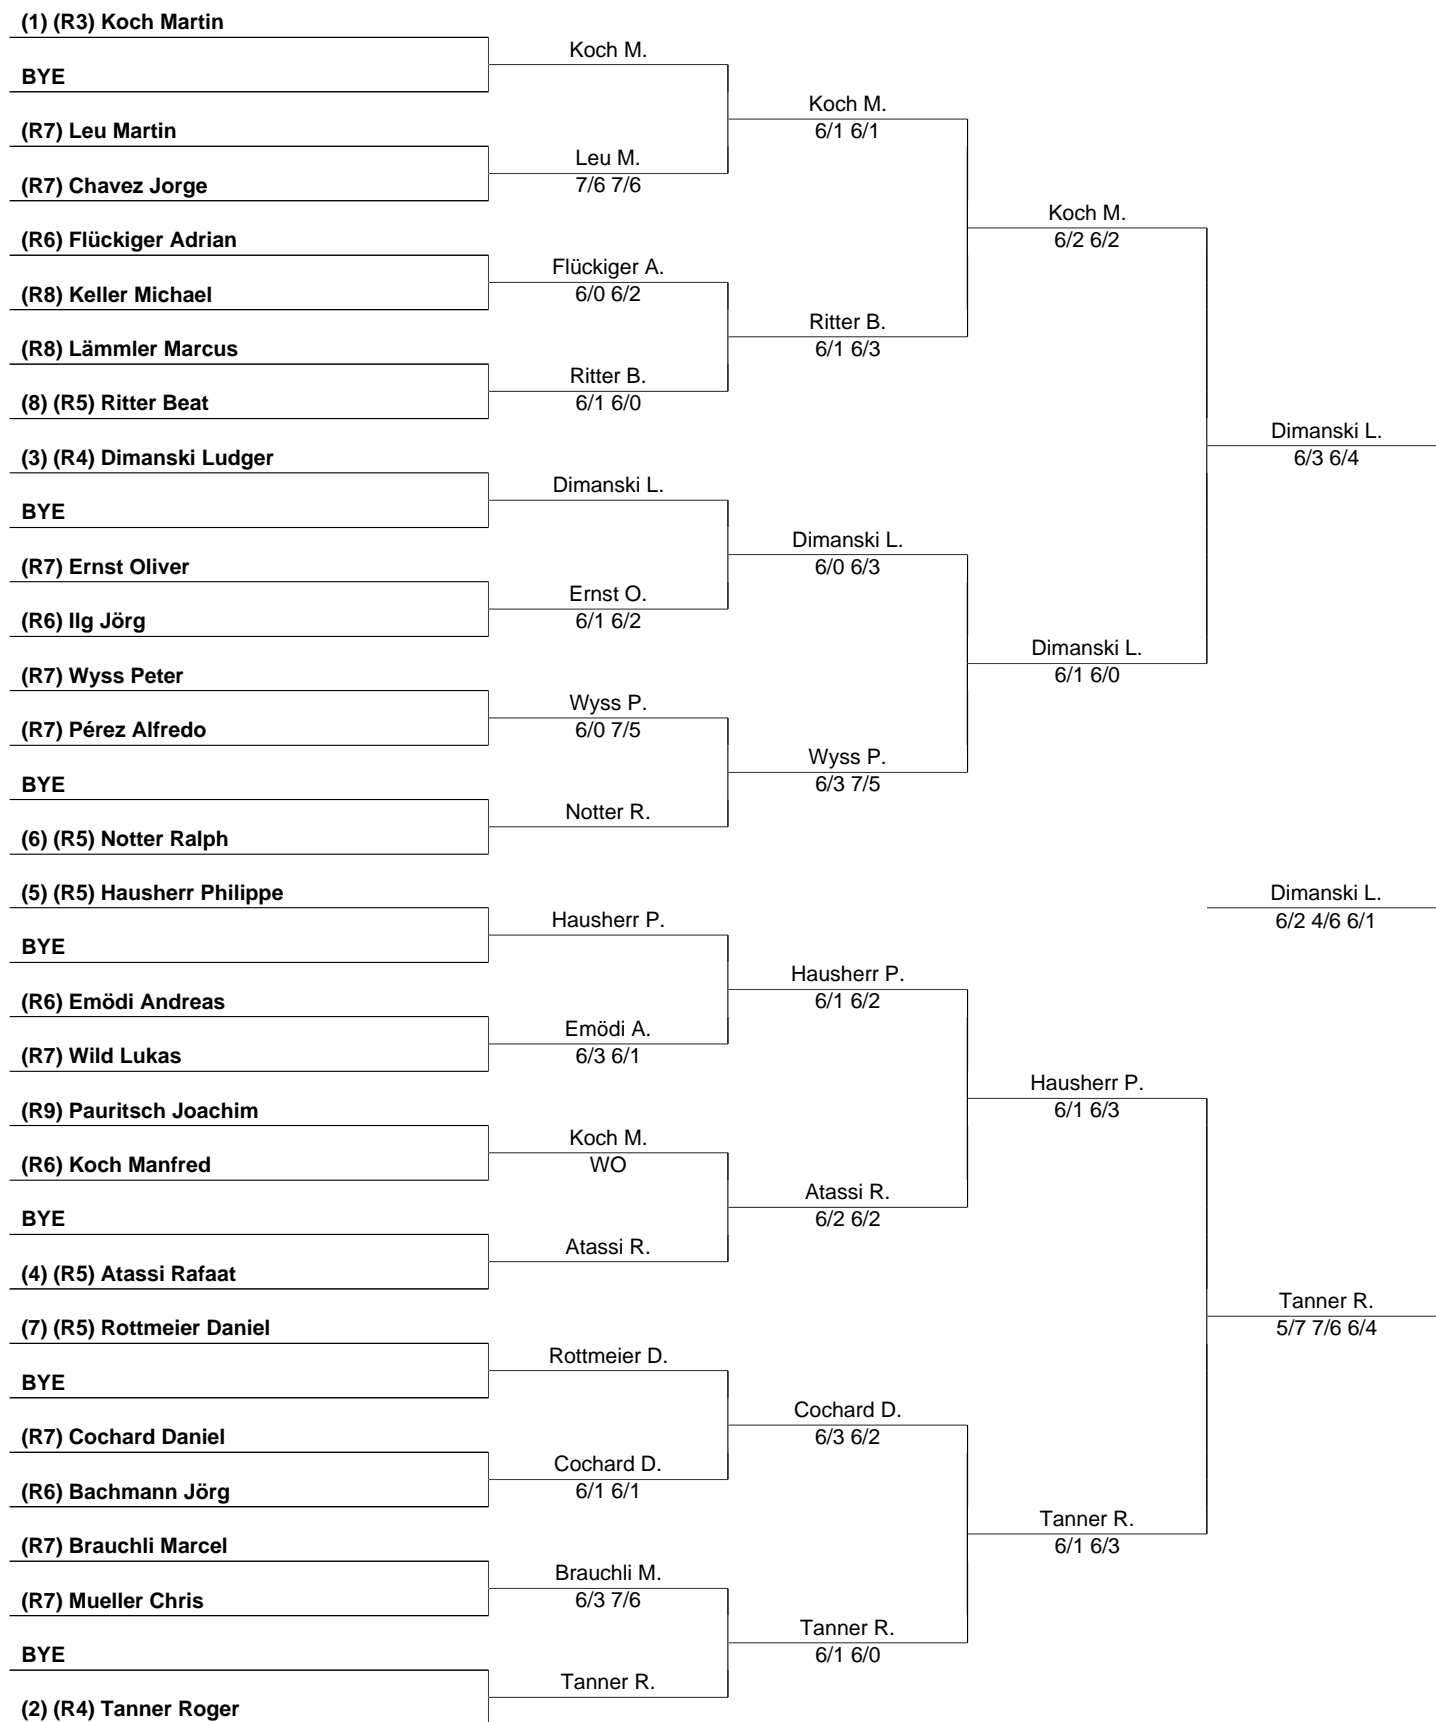 (1) (R3) Koch Martin
BYE
(R7) Leu Martin
(R7) Chavez Jorge
(R6) Flückiger Adrian
(R8) Keller Michael
(R8) Lämmler Marcus
(8) (R5) Ritter Beat
(3) (R4) Dimanski Ludger
BYE
(R7) Ernst Oliver
(R6) Ilg Jörg
(R7) Wyss Peter
(R7) Pérez Alfredo
BYE
(6) (R5) Notter Ralph
(5) (R5) Hausherr Philippe
BYE
(R6) Emödi Andreas
(R7) Wild Lukas
(R9) Pauritsch Joachim
(R6) Koch Manfred
BYE
(4) (R5) Atassi Rafaat
(7) (R5) Rottmeier Daniel
BYE
(R7) Cochard Daniel
(R6) Bachmann Jörg
(R7) Brauchli Marcel
(R7) Mueller Chris
BYE
(2) (R4) Tanner Roger
Koch M.
Leu M.
7/6 7/6
Flückiger A.
6/0 6/2
Ritter B.
6/1 6/0
Dimanski L.
Ernst O.
6/1 6/2
Wyss P.
6/0 7/5
Notter R.
Hausherr P.
Emödi A.
6/3 6/1
Koch M.
WO
Atassi R.
Rottmeier D.
Cochard D.
6/1 6/1
Brauchli M.
6/3 7/6
Tanner R.
Koch M.
6/1 6/1
Ritter B.
6/1 6/3
Dimanski L.
6/0 6/3
Wyss P.
6/3 7/5
Hausherr P.
6/1 6/2
Atassi R.
6/2 6/2
Cochard D.
6/3 6/2
Tanner R.
6/1 6/0
Koch M.
6/2 6/2
Dimanski L.
6/1 6/0
Hausherr P.
6/1 6/3
Tanner R.
6/1 6/3
Dimanski L.
6/3 6/4
Dimanski L.
6/2 4/6 6/1
Tanner R.
5/7 7/6 6/4